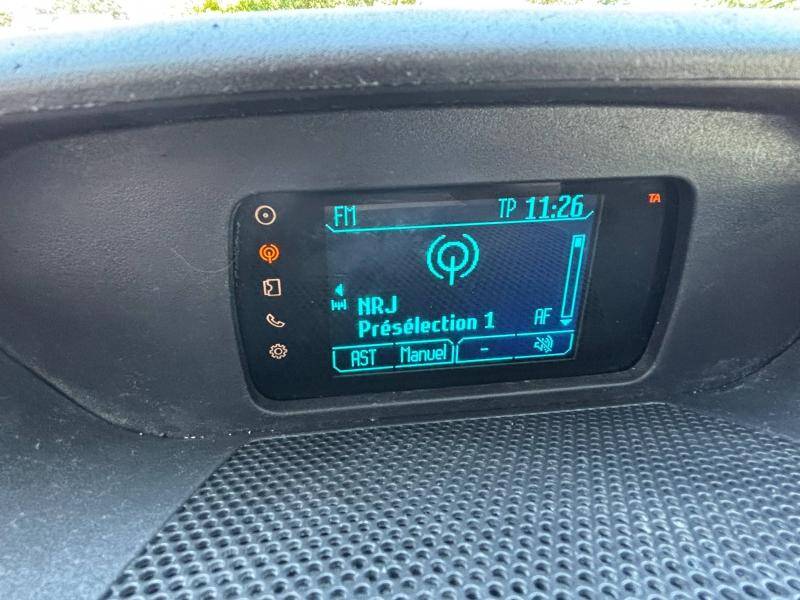 FM TP 11:26 TA
NRJ
Présélection 1 AF
AST Manuel -